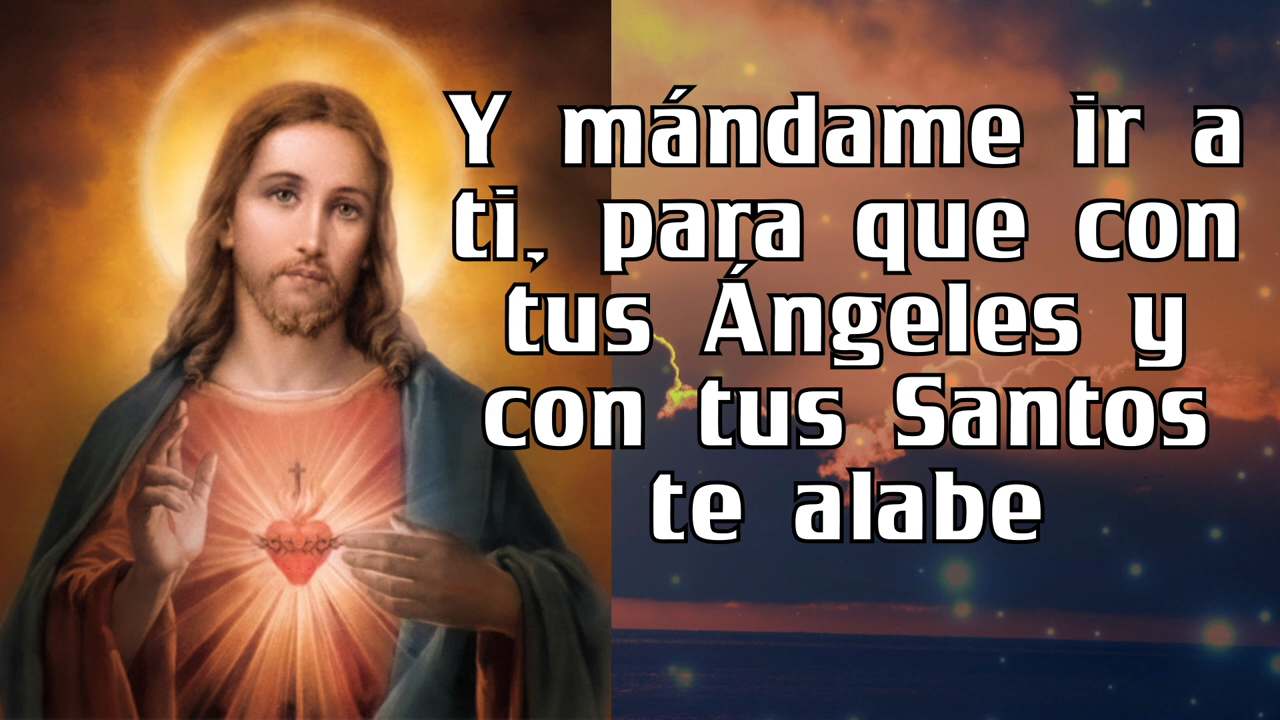 Y mándame ir a
ti, para que con
tus Ángeles y
con tus Santos
te alabe